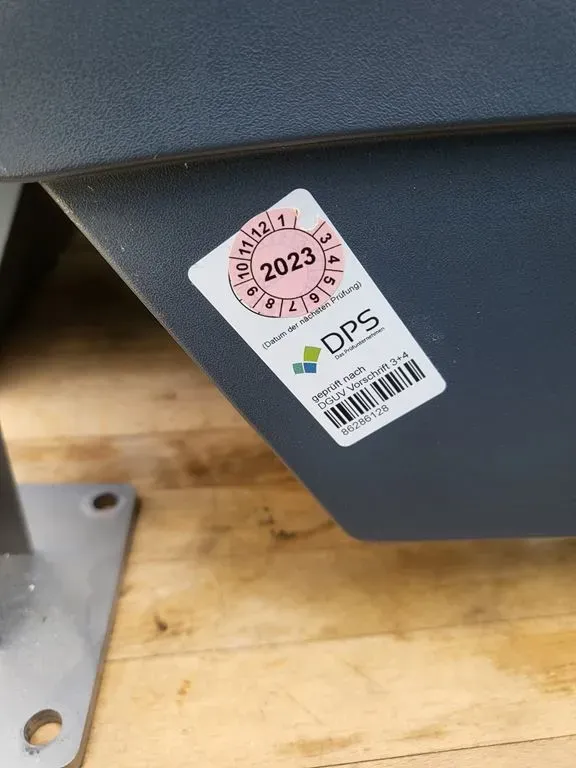 12 1
11 3
10 2023 4
9 5
8 7 6
(Datum der nächsten Prüfung)
DPS
Das Prüfunternehmen
geprüft nach
DGUV Vorschrift 3+4
86286128